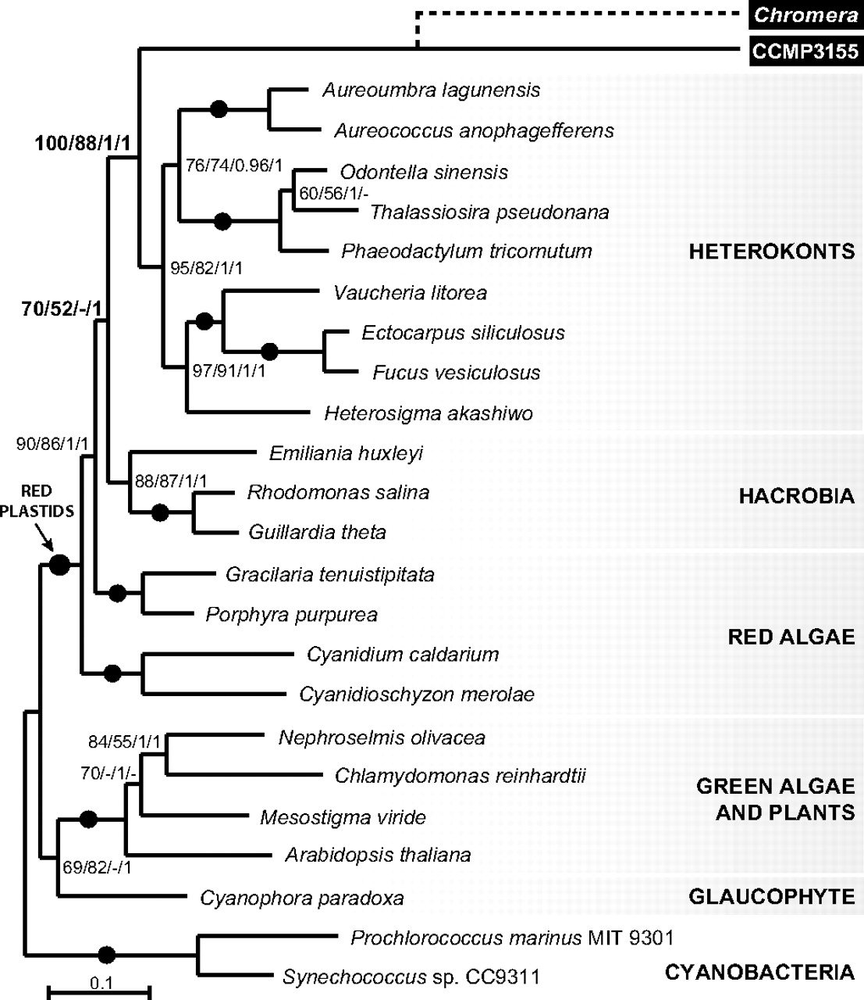 Chromera
CCMP3155
Aureoumbra lagunensis
Aureococcus anophagefferens
100/88/1/1
76/74/0.96/1
Odontella sinensis
60/56/1/-
Thalassiosira pseudonana
Phaeodactylum tricornutum
HETEROKONTS
95/82/1/1
Vaucheria litorea
70/52/-/1
Ectocarpus siliculosus
97/91/1/1
Fucus vesiculosus
Heterosigma akashiwo
90/86/1/1
Emiliania huxleyi
88/87/1/1
RED
PLASTIDS
Rhodomonas salina
HACROBIA
Guillardia theta
Gracilaria tenuistipitata
Porphyra purpurea
RED ALGAE
Cyanidium caldarium
Cyanidioschyzon merolae
84/55/1/1
Nephroselmis olivacea
70/-/1/-
Chlamydomonas reinhardtii
GREEN ALGAE
AND PLANTS
Mesostigma viride
Arabidopsis thaliana
69/82/-/1
Cyanophora paradoxa
GLAUCOPHYTE
Prochlorococcus marinus MIT 9301
Synechococcus sp. CC9311
CYANOBACTERIA
0.1